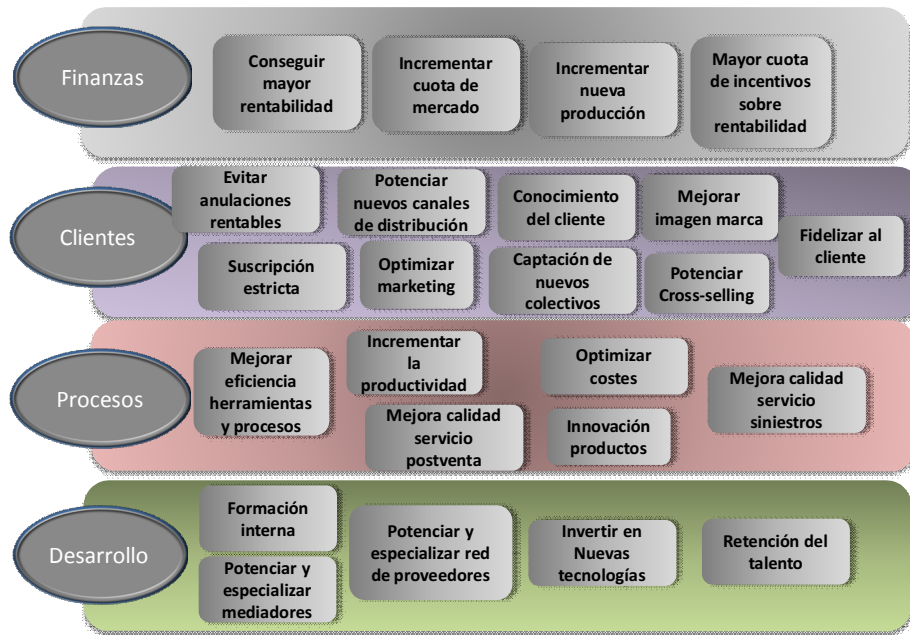 Finanzas
Conseguir
mayor
rentabilidad
Incrementar
cuota de
mercado
Incrementar
nueva
producción
Mayor cuota
de incentivos
sobre
rentabilidad
Clientes
Evitar
anulaciones
rentables
Potenciar
nuevos canales
de distribución
Conocimiento
del cliente
Mejorar
imagen marca
Fidelizar al
cliente
Suscripción
estricta
Optimizar
marketing
Captación de
nuevos
colectivos
Potenciar
Cross-selling
Procesos
Mejorar
eficiencia
herramientas
y procesos
Incrementar
la
productividad
Optimizar
costes
Mejora calidad
servicio
siniestros
Mejora calidad
servicio
postventa
Innovación
productos
Desarrollo
Formación
interna
Potenciar y
especializar
mediadores
Potenciar y
especializar red
de proveedores
Invertir en
Nuevas
tecnologías
Retención del
talento